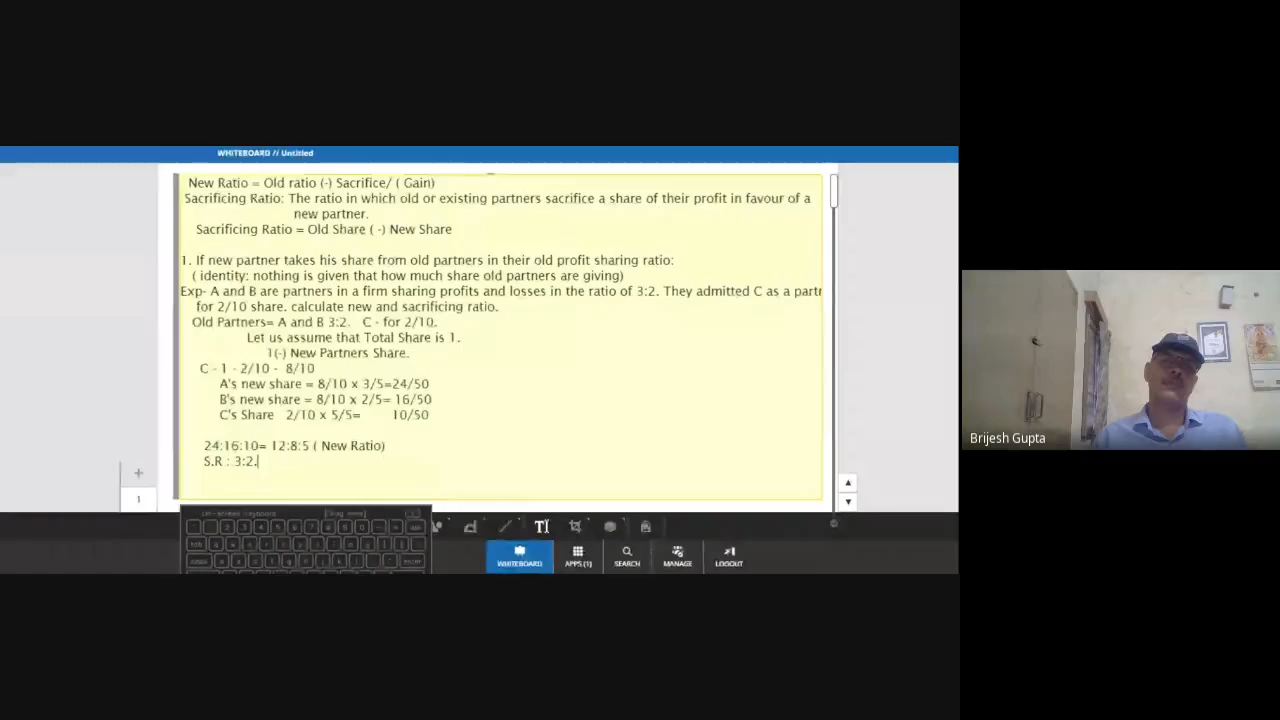 WHITEBOARD // Untitled
New Ratio = Old ratio (-) Sacrifice/ ( Gain)
Sacrificing Ratio: The ratio in which old or existing partners sacrifice a share of their profit in favour of a
new partner.
Sacrificing Ratio = Old Share ( -) New Share
1. If new partner takes his share from old partners in their old profit sharing ratio:
( identity: nothing is given that how much share old partners are giving)
Exp- A and B are partners in a firm sharing profits and losses in the ratio of 3:2. They admitted C as a partr
for 2/10 share. calculate new and sacrificing ratio.
Old Partners= A and B 3:2. C - for 2/10.
Let us assume that Total Share is 1.
1(-) New Partners Share.
C - 1 - 2/10 - 8/10
A's new share = 8/10 x 3/5=24/50
B's new share = 8/10 x 2/5= 16/50
C's Share 2/10 x 5/5= 10/50
24:16:10= 12:8:5 ( New Ratio)
S.R : 3:2.
1
WHITEBOARD
APPS (1)
SEARCH
MANAGE
LOGOUT
Brijesh Gupta